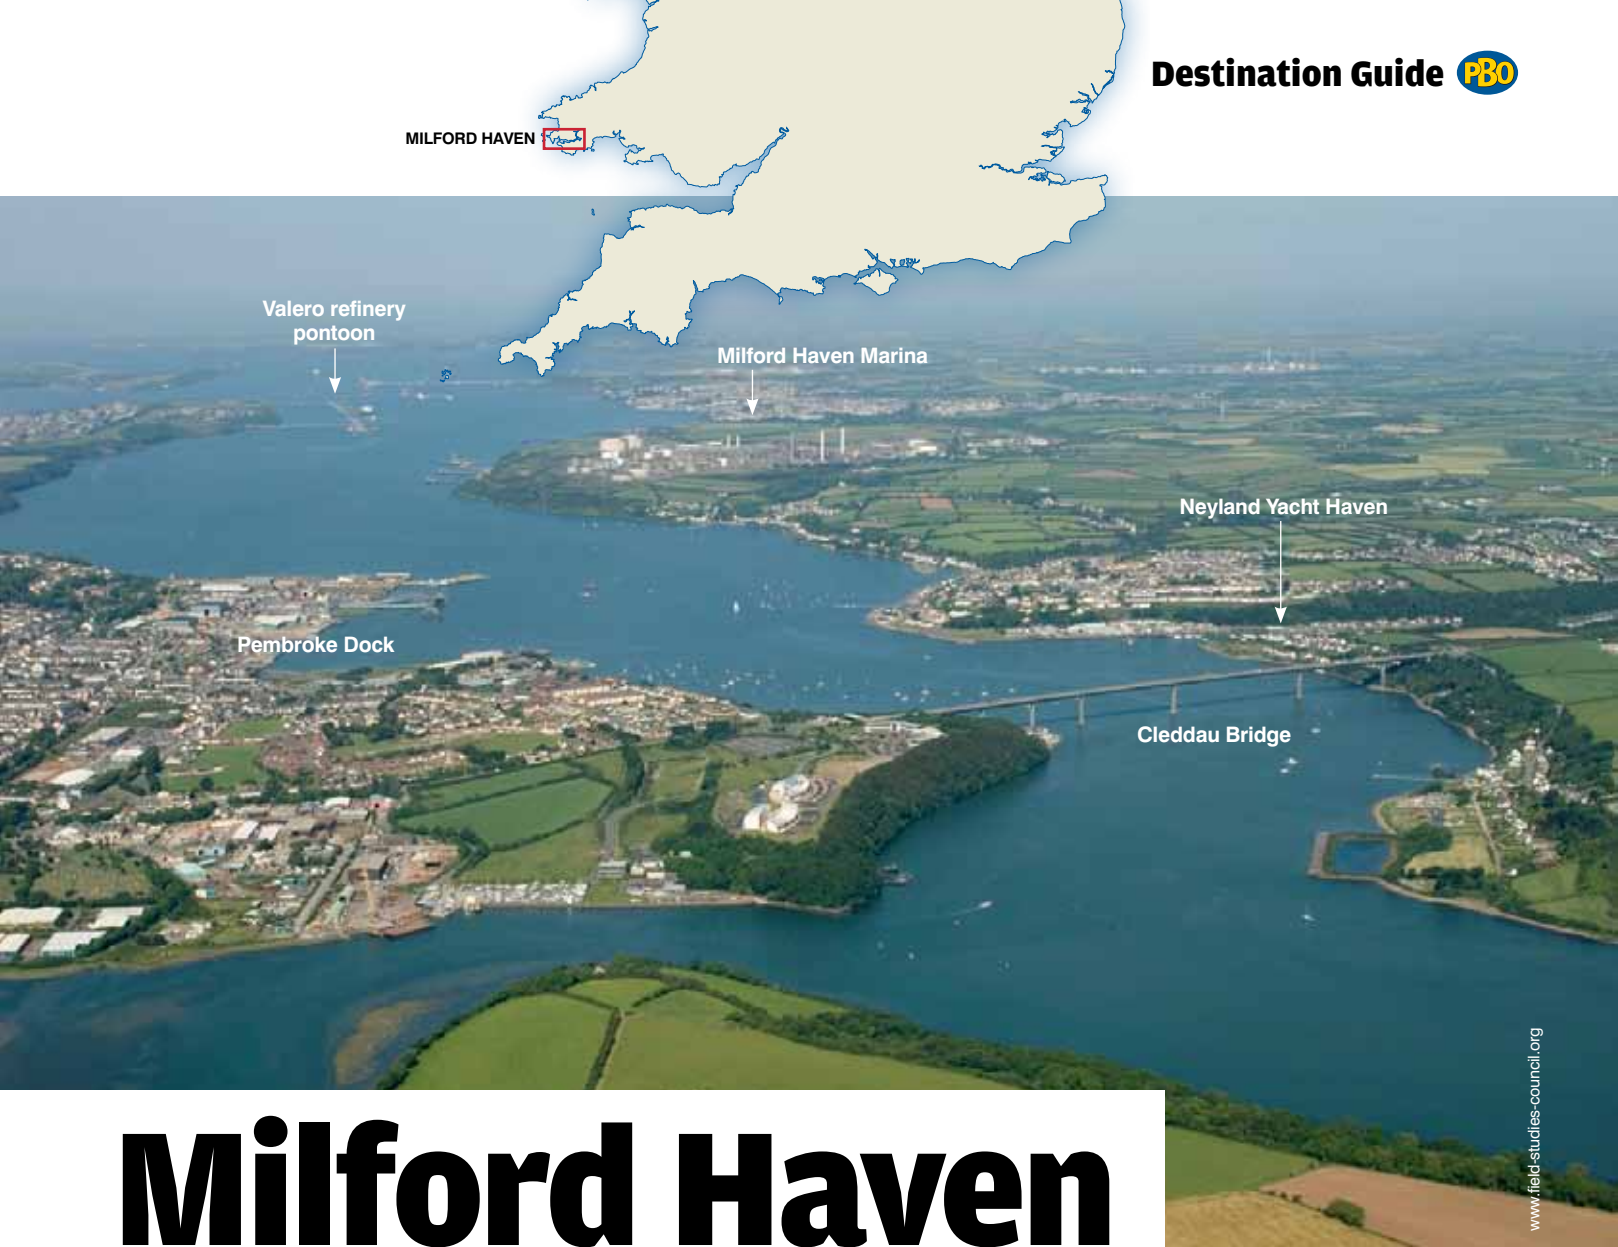 Destination Guide PBO
MILFORD HAVEN
Valero refinery
pontoon
Milford Haven Marina
Neyland Yacht Haven
Pembroke Dock
Cleddau Bridge
www.field-studies-council.org
Milford Haven